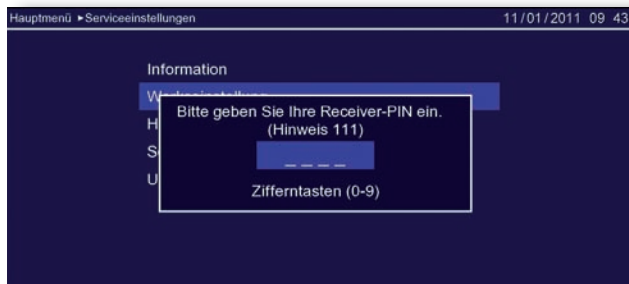 Hauptmenü ▸Serviceeinstellungen 11/01/2011 09 43
Information
Bitte geben Sie Ihre Receiver-PIN ein.
(Hinweis 111)
_ _ _ _
Zifferntasten (0-9)